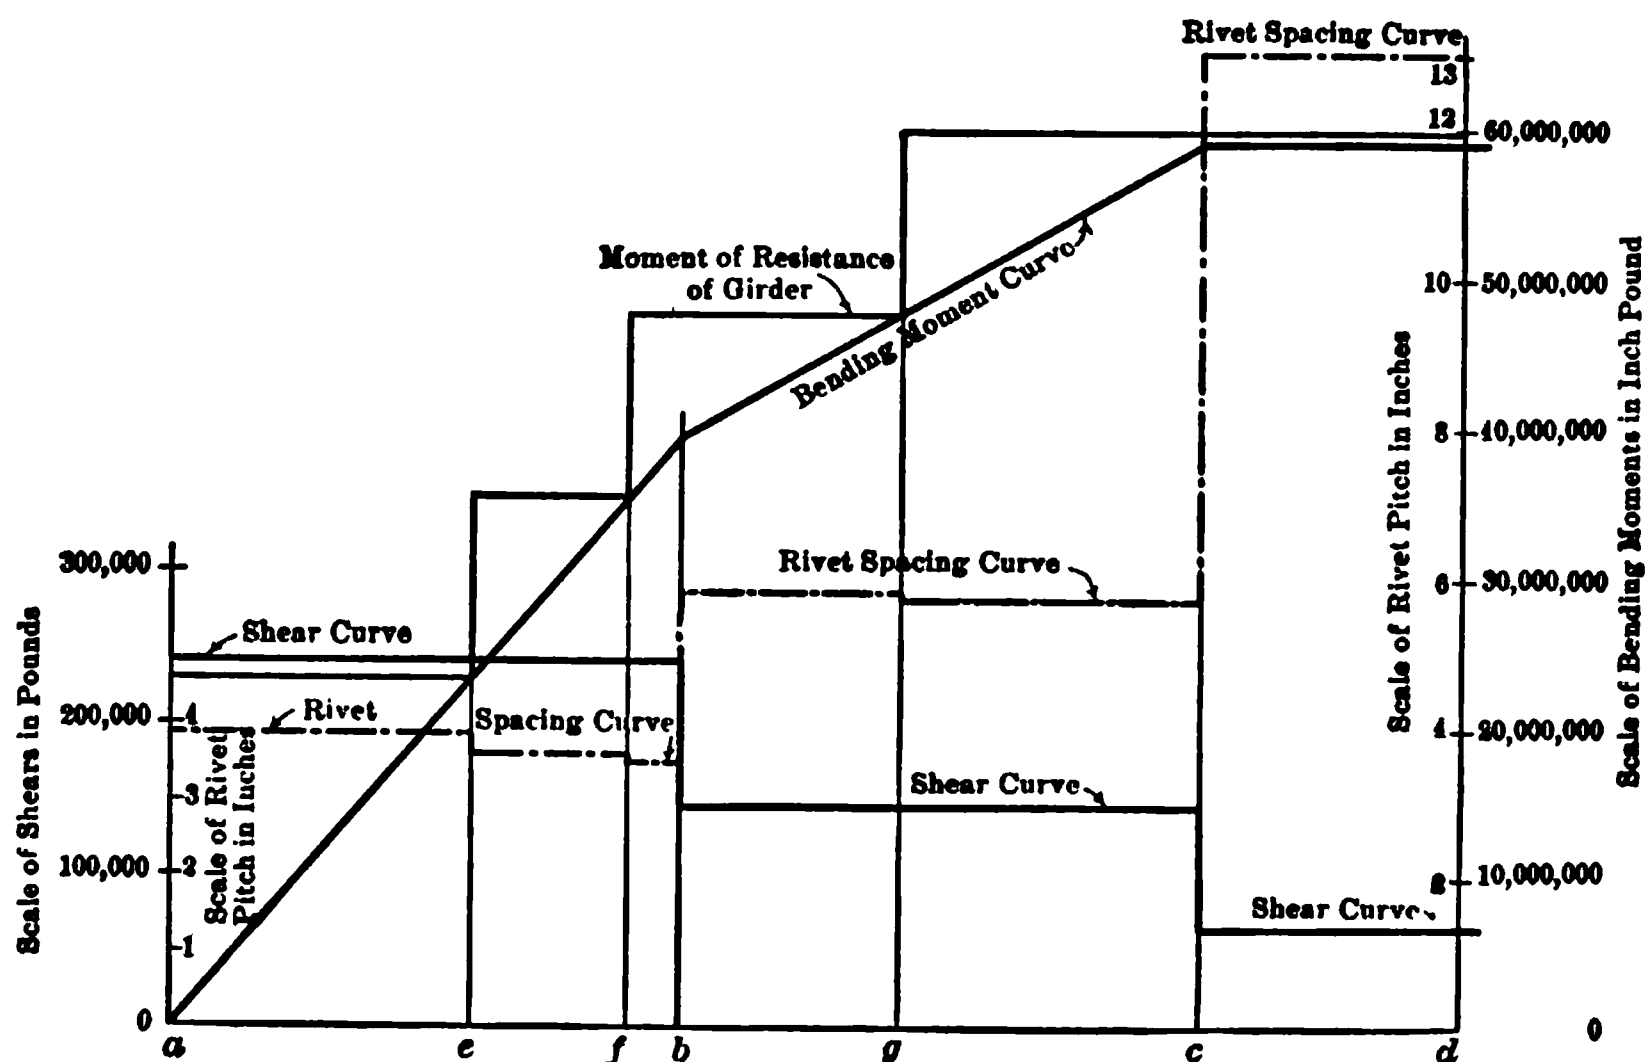 Rivet Spacing Curve
13
12
60,000,000
Moment of Resistance
of Girder
Bending Moment Curve
10
50,000,000
8
40,000,000
Scale of Rivet Pitch in Inches
Scale of Bending Moments in Inch Pound
Rivet Spacing Curve
6
30,000,000
300,000
Shear Curve
Scale of Shears in Pounds
200,000
4
Rivet
Spacing Curve
4
20,000,000
Scale of Rivet
Pitch in Inches
3
Shear Curve
100,000
2
2
10,000,000
Shear Curve
1
0
0
a
e
f
b
g
c
d